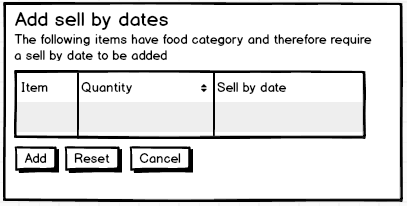 Add sell by dates
The following items have food category and therefore require
a sell by date to be added
Item Quantity Sell by date
Add Reset Cancel